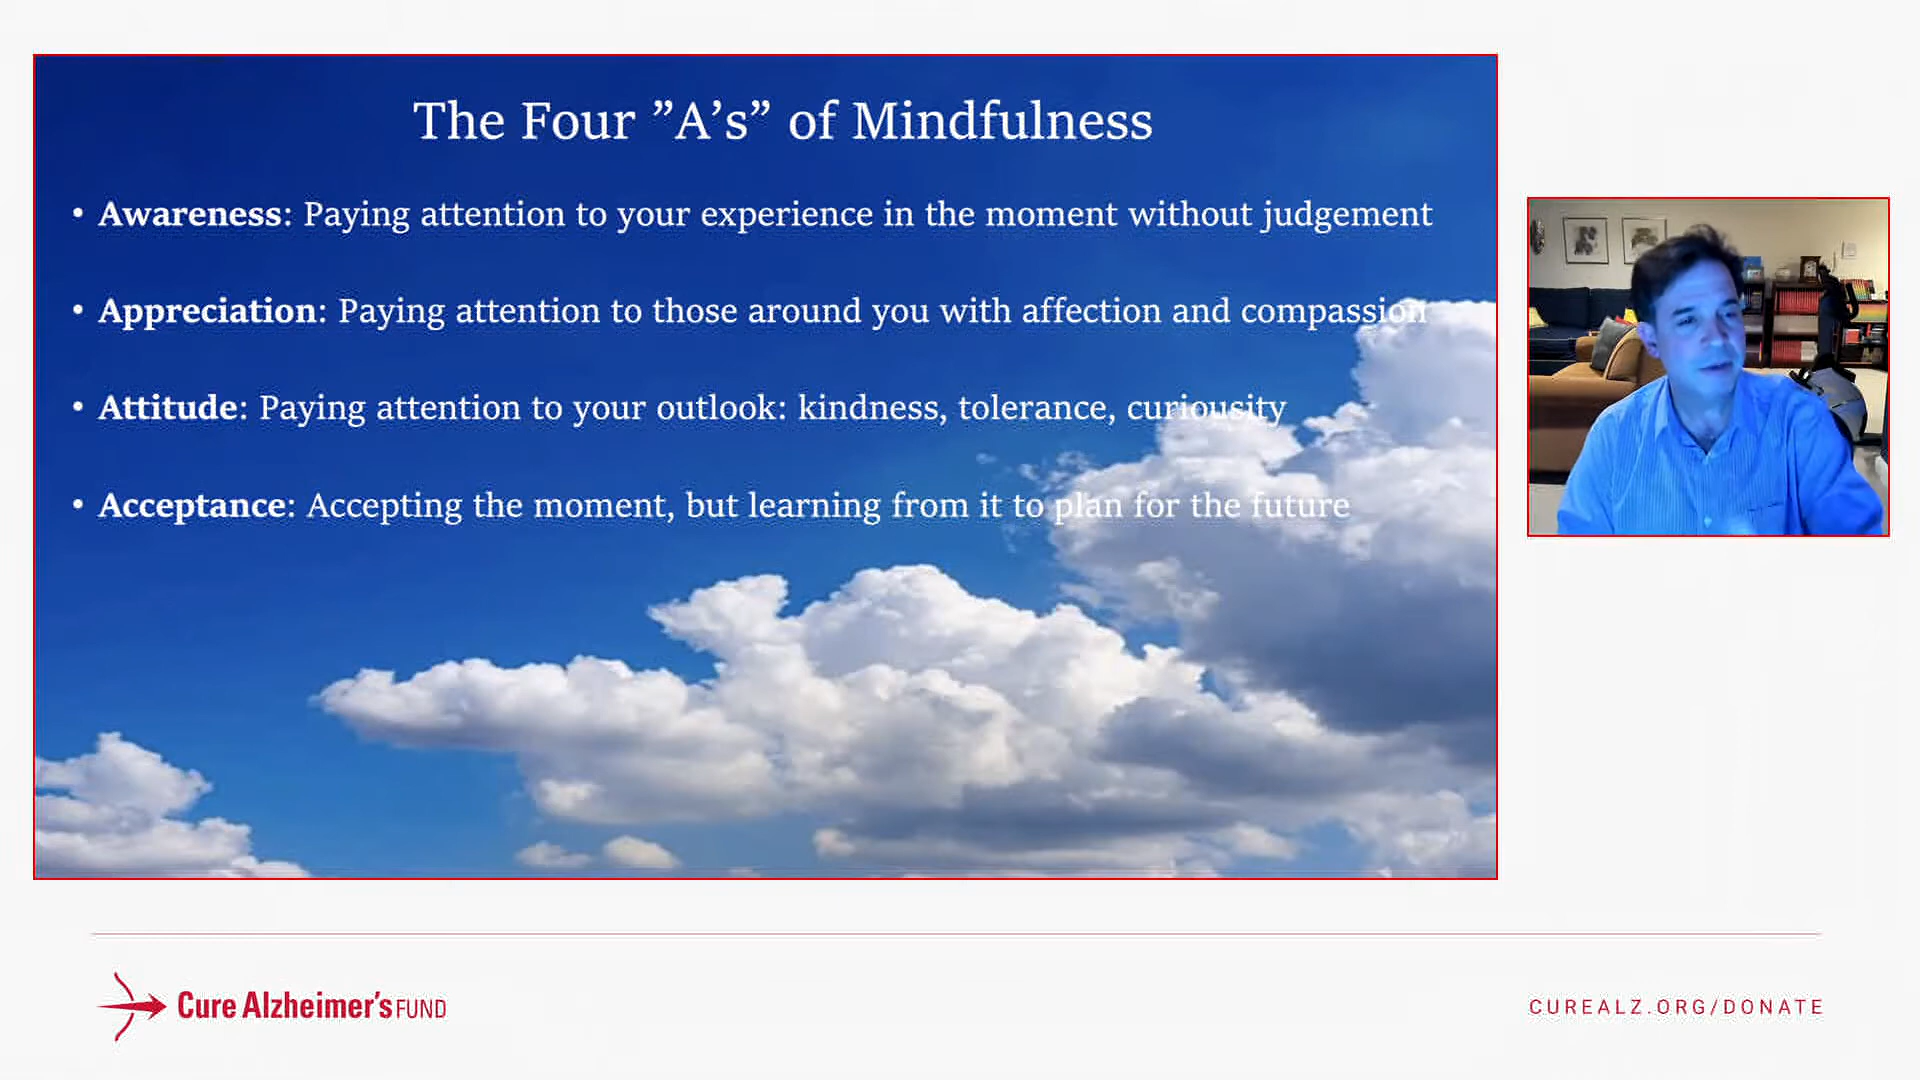 The Four ”A’s” of Mindfulness
• Awareness: Paying attention to your experience in the moment without judgement
• Appreciation: Paying attention to those around you with affection and compassion
• Attitude: Paying attention to your outlook: kindness, tolerance, curiousity
• Acceptance: Accepting the moment, but learning from it to plan for the future
Cure Alzheimer’s FUND
CUREALZ.ORG/DONATE